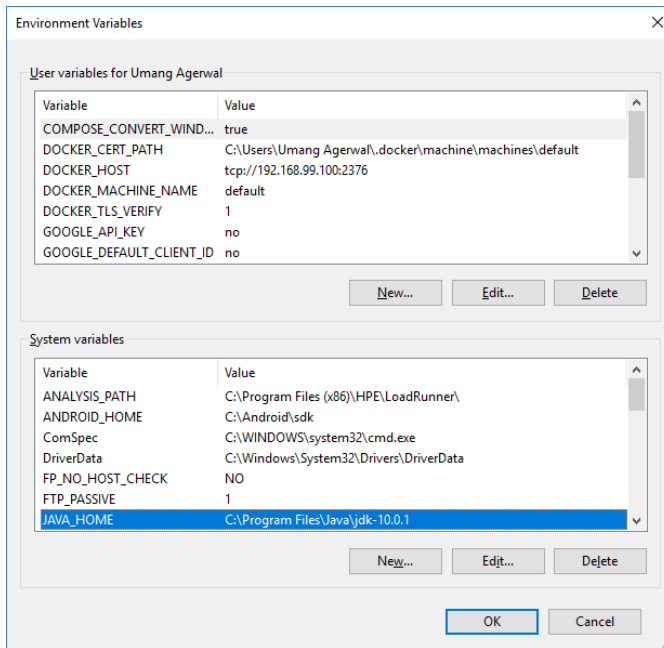 Environment Variables
User variables for Umang Agerwal
Variable Value
COMPOSE_CONVERT_WIND... true
DOCKER_CERT_PATH C:\Users\Umang Agerwal\.docker\machine\machines\default
DOCKER_HOST tcp://192.168.99.100:2376
DOCKER_MACHINE_NAME default
DOCKER_TLS_VERIFY 1
GOOGLE_API_KEY no
GOOGLE_DEFAULT_CLIENT_ID no
New... Edit... Delete
System variables
Variable Value
ANALYSIS_PATH C:\Program Files (x86)\HPE\LoadRunner\
ANDROID_HOME C:\Android\sdk
ComSpec C:\WINDOWS\system32\cmd.exe
DriverData C:\Windows\System32\Drivers\DriverData
FP_NO_HOST_CHECK NO
FTP_PASSIVE 1
JAVA_HOME C:\Program Files\Java\jdk-10.0.1
New... Edit... Delete
OK Cancel